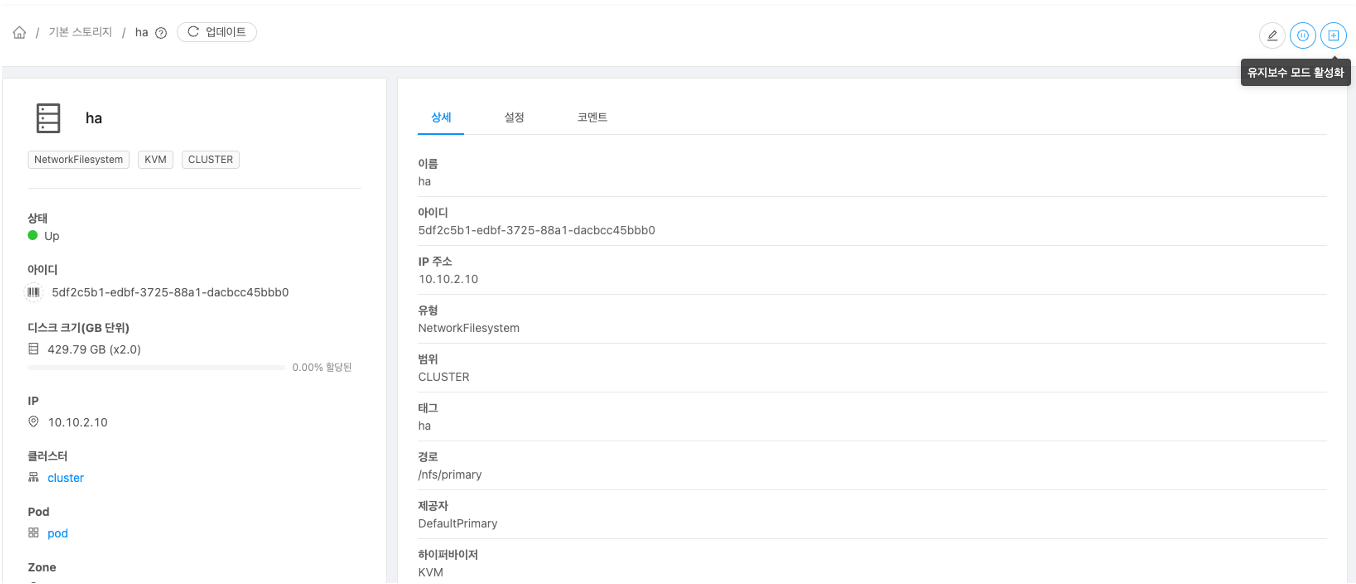 / 기본 스토리지 / ha 업데이트
유지보수 모드 활성화
ha
NetworkFilesystem KVM CLUSTER
상태
Up
아이디
5df2c5b1-edbf-3725-88a1-dacbcc45bbb0
디스크 크기(GB 단위)
429.79 GB (x2.0)
0.00% 할당된
IP
10.10.2.10
클러스터
cluster
Pod
pod
Zone
상세 설정 코멘트
이름
ha
아이디
5df2c5b1-edbf-3725-88a1-dacbcc45bbb0
IP 주소
10.10.2.10
유형
NetworkFilesystem
범위
CLUSTER
태그
ha
경로
/nfs/primary
제공자
DefaultPrimary
하이퍼바이저
KVM